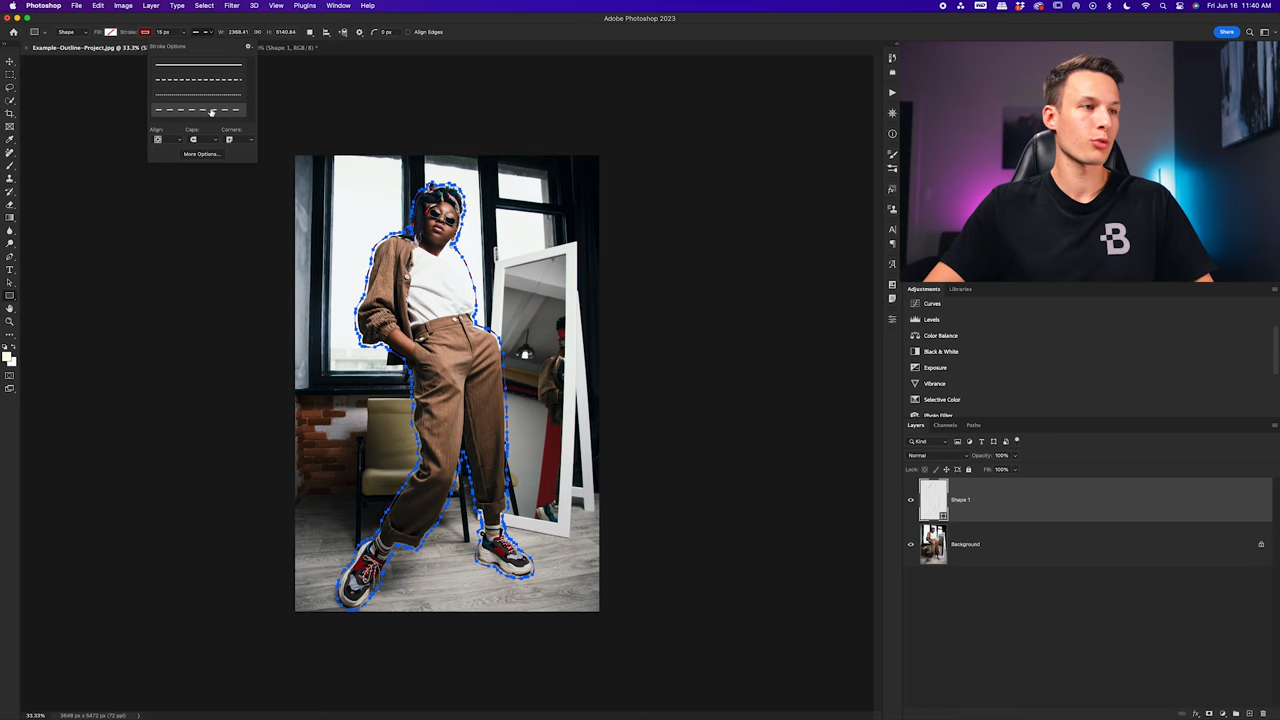 Photoshop File Edit Image Layer Type Select Filter 3D View Plugins Window Help
Fri Jun 16 11:40 AM
Adobe Photoshop 2023
Shape Fill: Stroke: 15 px W: 2368.41 H: 5140.84 0 px Align Edges
Share
Example-Outline-Project.jpg @ 33.3% (S
% (Shape 1, RGB/8) *
Stroke Options
Align: Caps: Corners:
More Options...
Adjustments Libraries
Curves
Levels
Color Balance
Black & White
Exposure
Vibrance
Selective Color
Photo Filter
Layers Channels Paths
Kind
Normal Opacity: 100%
Lock: Fill: 100%
Shape 1
Background
33.33% 3648 px x 5472 px (72 ppi)